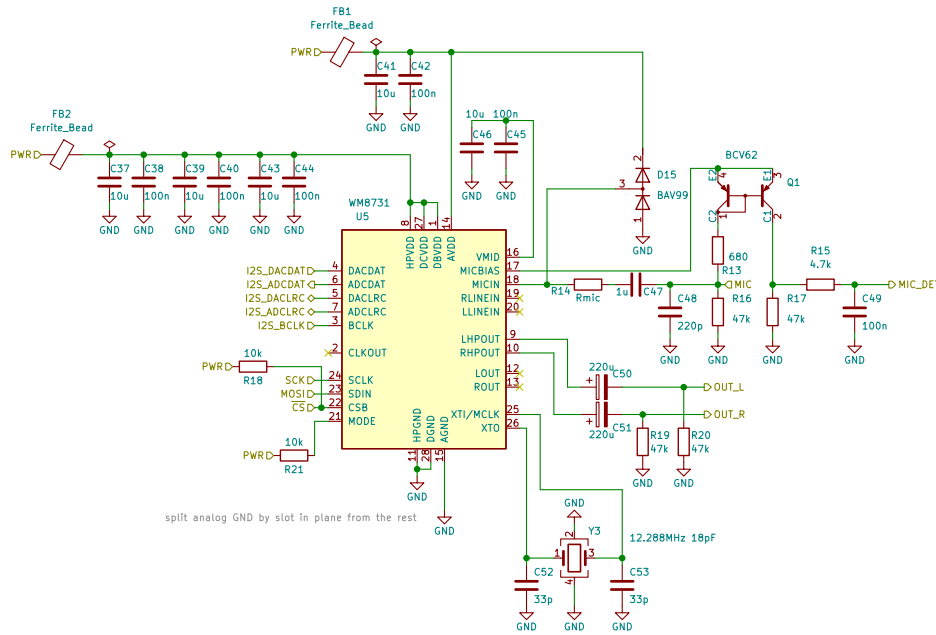 FB1
Ferrite_Bead
PWR
C41
10u
C42
100n
GND
GND
FB2
Ferrite_Bead
PWR
C37
10u
C38
100n
C39
10u
C40
100n
C43
10u
C44
100n
GND
GND
GND
GND
GND
GND
10u 100n
C46
C45
GND
GND
2
D15
3
BAV99
1
GND
BCV62
E2
4
E1
3
Q1
C2
1
C1
2
WM8731
U5
8
27
1
14
HPVDD
DCVDD
DBVDD
AVDD
I2S_DACDAT
4
DACDAT
I2S_ADCDAT
6
ADCDAT
I2S_DACLRC
5
DACLRC
I2S_ADCLRC
7
ADCLRC
I2S_BCLK
3
BCLK
2
CLKOUT
SCK
24
SCLK
MOSI
23
SDIN
CS
22
CSB
21
MODE
VMID
16
MICBIAS
17
MICIN
18
RLINEIN
19
LLINEIN
20
LHPOUT
9
RHPOUT
10
LOUT
12
ROUT
13
XTI/MCLK
25
XTO
26
HPGND
DGND
AGND
11
28
15
GND
GND
10k
PWR
R18
10k
PWR
R21
R14
Rmic
1u
C47
680
R13
MIC
C48
220p
R16
47k
R17
47k
R15
4.7k
MIC_DET
C49
100n
GND
GND
GND
GND
220u
+
C50
OUT_L
+
C51
220u
OUT_R
R19
47k
R20
47k
GND
GND
split analog GND by slot in plane from the rest
GND
Y3
2
1
3
4
12.288MHz 18pF
C52
33p
C53
33p
GND
GND
GND